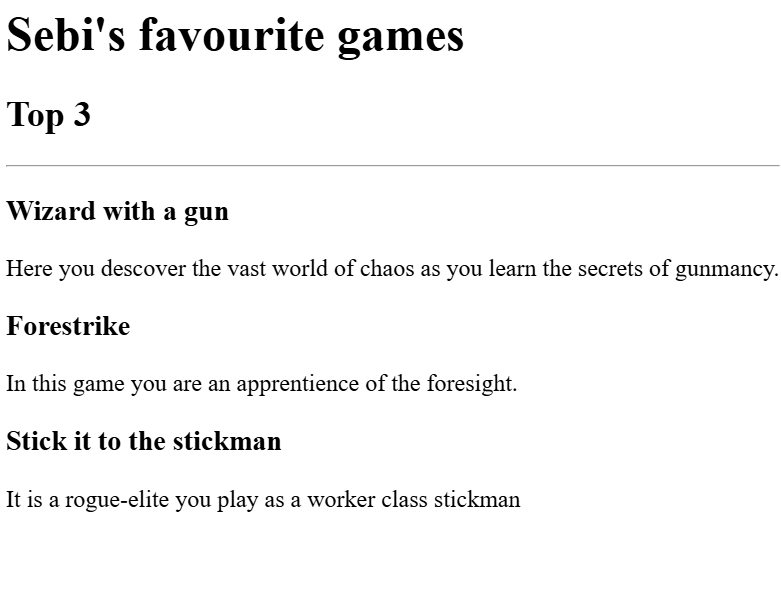 Sebi's favourite games
Top 3
Wizard with a gun
Here you descover the vast world of chaos as you learn the secrets of gunmancy.
Forestrike
In this game you are an apprentience of the foresight.
Stick it to the stickman
It is a rogue-elite you play as a worker class stickman